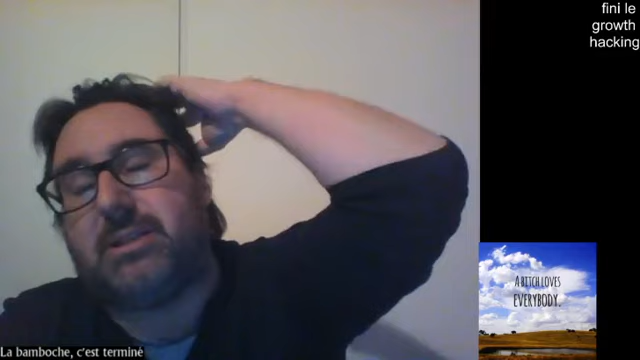 fini le
growth
hacking
A BITCH LOVES
EVERYBODY.
La bamboche, c'est terminé